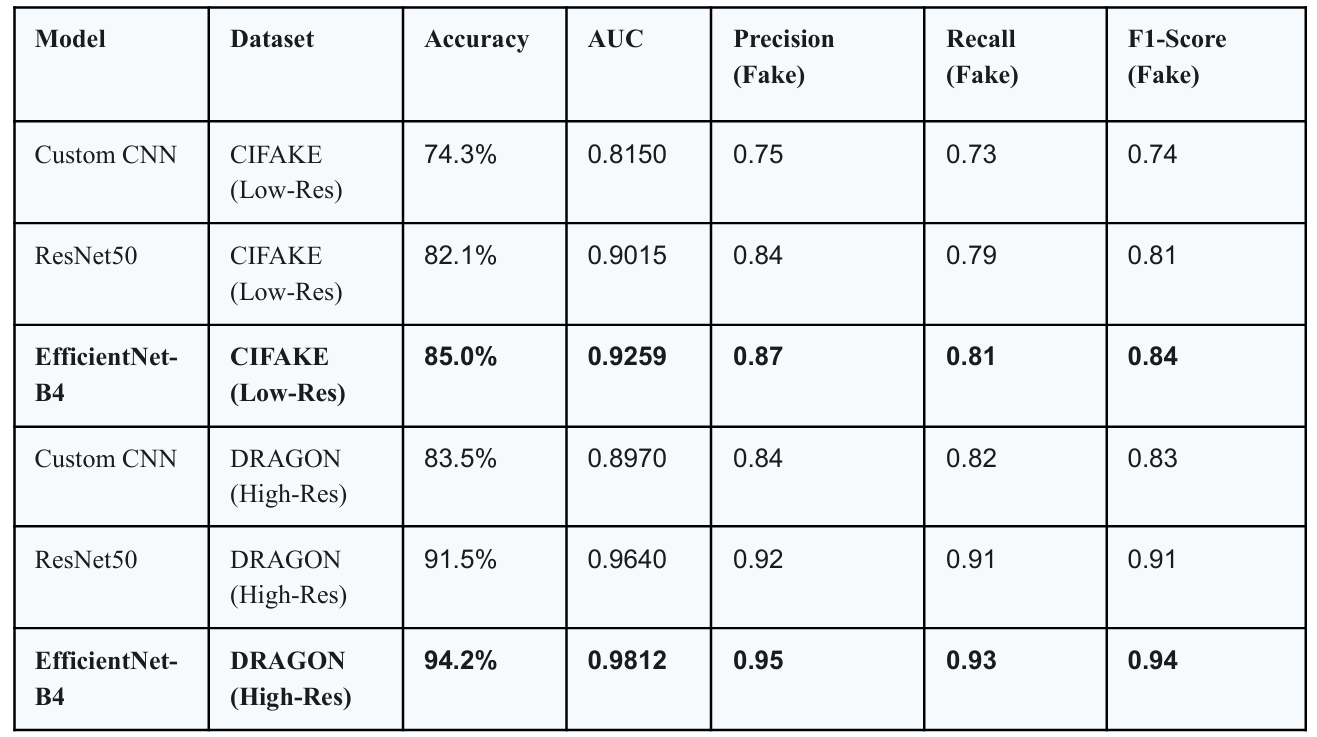 Model Dataset Accuracy AUC Precision (Fake) Recall (Fake) F1-Score (Fake)
Custom CNN CIFAKE (Low-Res) 74.3% 0.8150 0.75 0.73 0.74
ResNet50 CIFAKE (Low-Res) 82.1% 0.9015 0.84 0.79 0.81
EfficientNet-B4 CIFAKE (Low-Res) 85.0% 0.9259 0.87 0.81 0.84
Custom CNN DRAGON (High-Res) 83.5% 0.8970 0.84 0.82 0.83
ResNet50 DRAGON (High-Res) 91.5% 0.9640 0.92 0.91 0.91
EfficientNet-B4 DRAGON (High-Res) 94.2% 0.9812 0.95 0.93 0.94